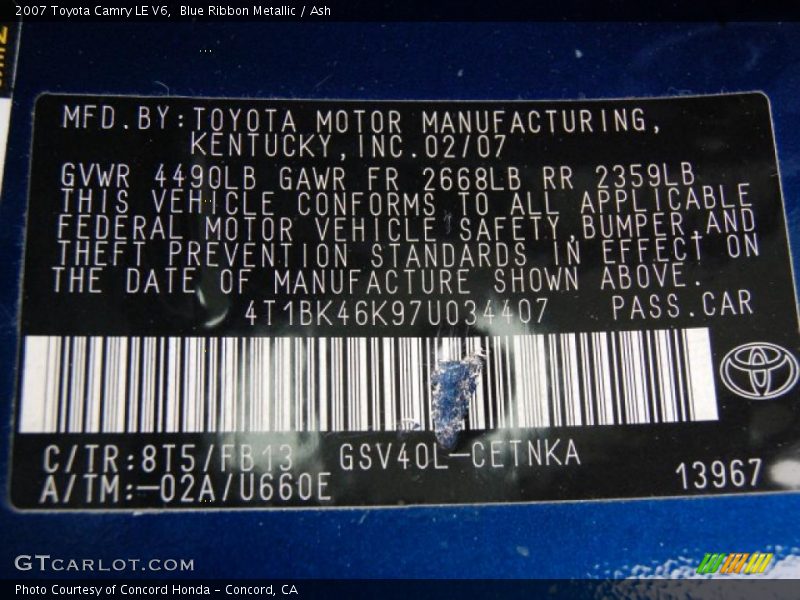 2007 Toyota Camry LE V6,  Blue Ribbon Metallic / Ash
MFD.BY:TOYOTA MOTOR MANUFACTURING,
KENTUCKY,INC.02/07
GVWR 4490LB GAWR FR 2668LB RR 2359LB
THIS VEHICLE CONFORMS TO ALL APPLICABLE
FEDERAL MOTOR VEHICLE SAFETY,BUMPER,AND
THEFT PREVENTION STANDARDS IN EFFECT ON
THE DATE OF MANUFACTURE SHOWN ABOVE.
4T1BK46K97U034407 PASS.CAR
C/TR:8T5/FB13 GSV40L-CETNKA
A/TM:-02A/U660E 13967
GTCARLOT.COM
Photo Courtesy of Concord Honda - Concord, CA